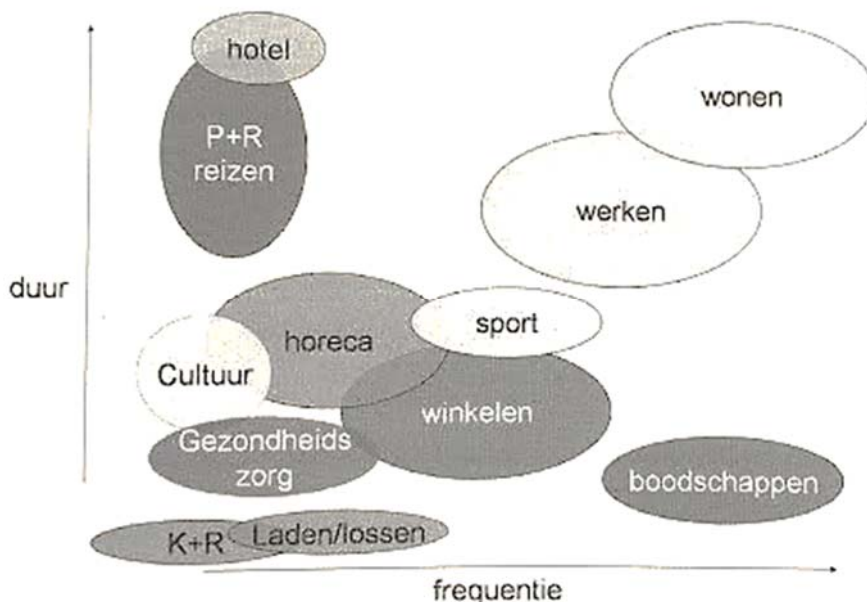 hotel
wonen
P+R
reizen
werken
duur
sport
horeca
Cultuur
winkelen
Gezondheids
zorg
boodschappen
K+R
Laden/lossen
frequentie